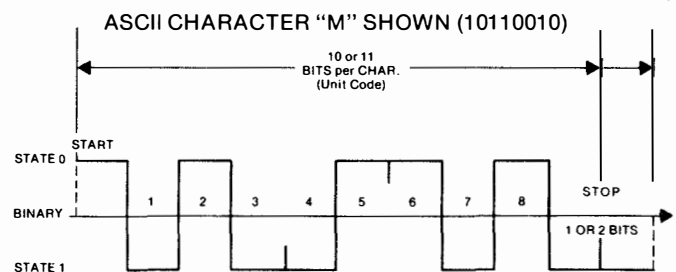 ASCII CHARACTER “M” SHOWN (10110010)
10 or 11
BITS per CHAR.
(Unit Code)
START
STATE 0
1 2 3 4 5 6 7 8
STOP
BINARY
1 OR 2 BITS
STATE 1